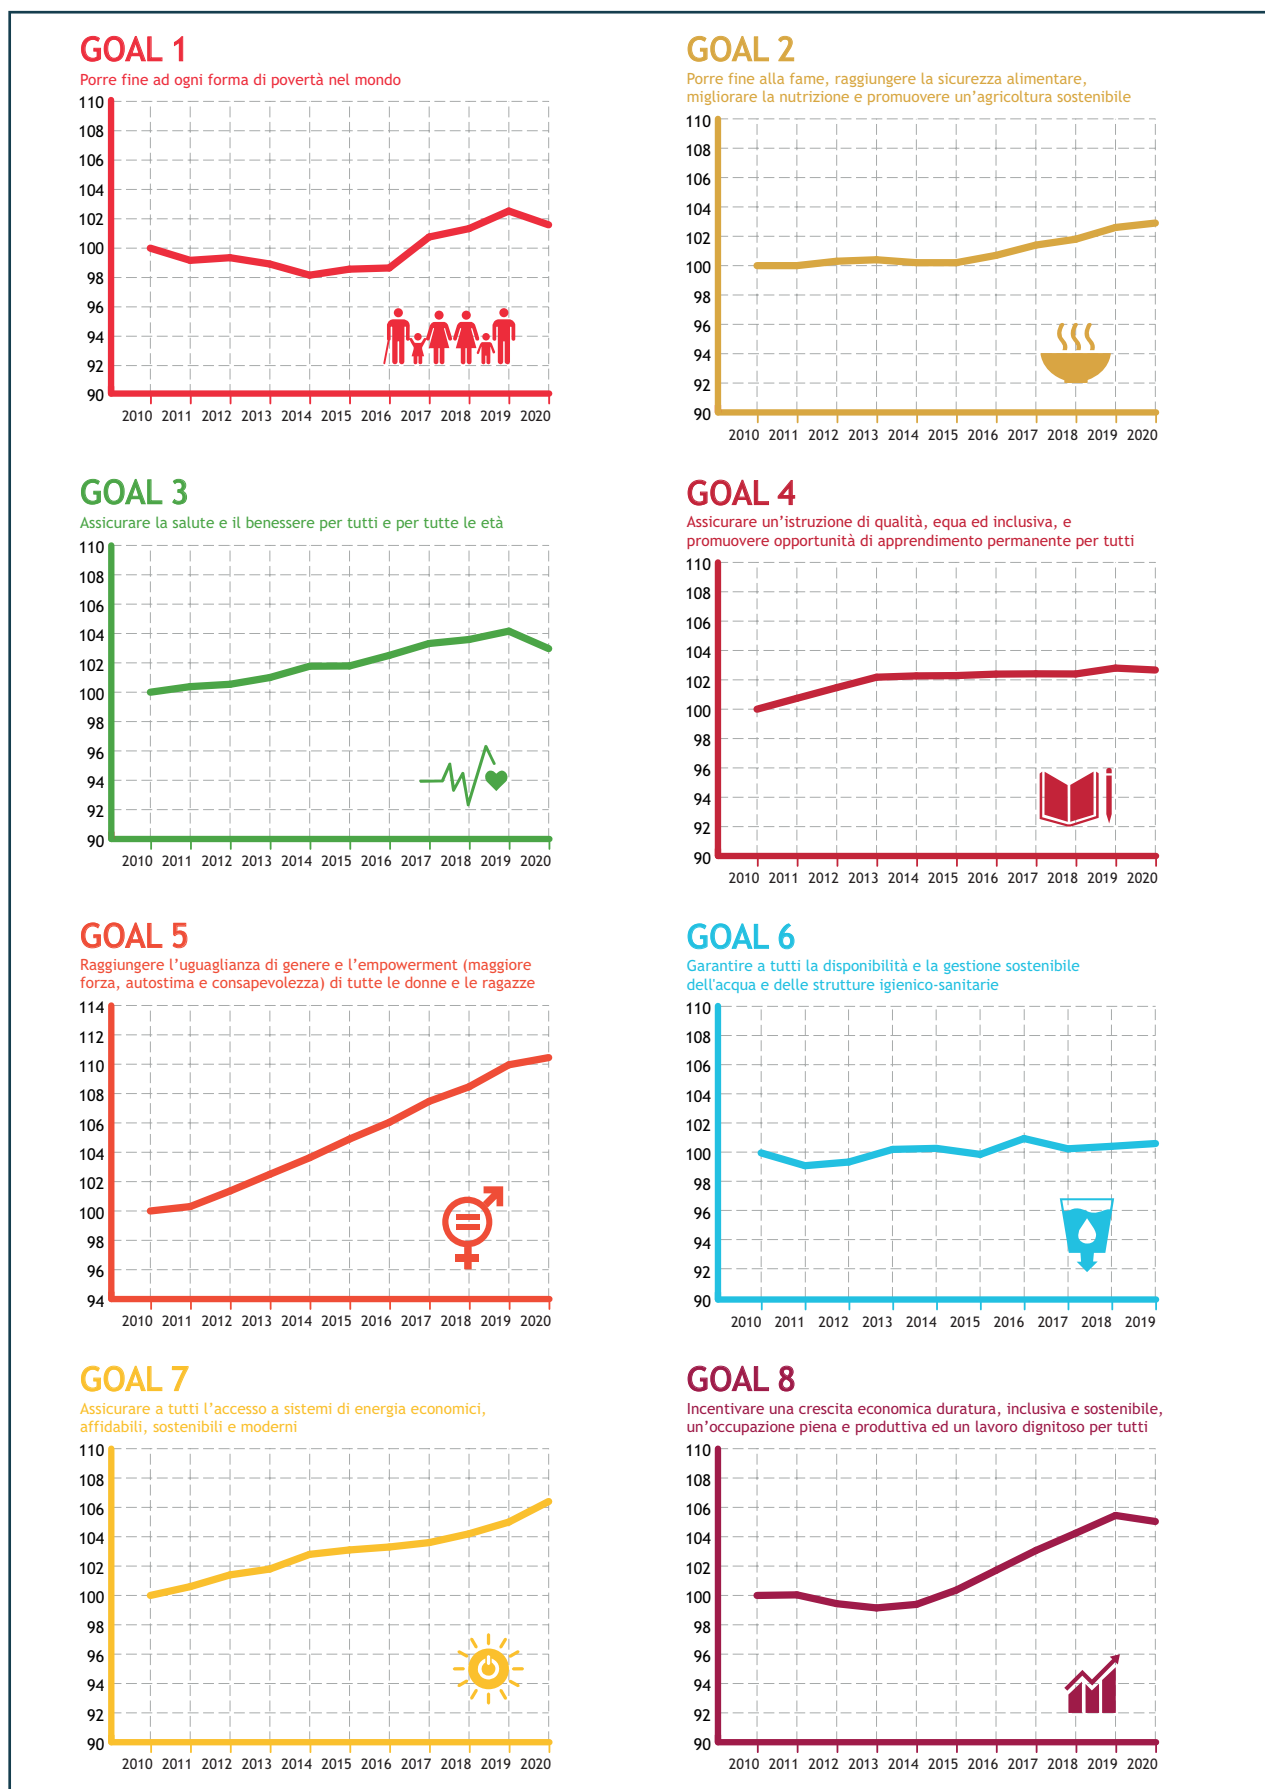 GOAL 1
Porre fine ad ogni forma di povertà nel mondo
110
108
106
104
102
100
98
96
94
92
90
2010 2011 2012 2013 2014 2015 2016 2017 2018 2019 2020
GOAL 2
Porre fine alla fame, raggiungere la sicurezza alimentare,
migliorare la nutrizione e promuovere un’agricoltura sostenibile
110
108
106
104
102
100
98
96
94
92
90
2010 2011 2012 2013 2014 2015 2016 2017 2018 2019 2020
GOAL 3
Assicurare la salute e il benessere per tutti e per tutte le età
110
108
106
104
102
100
98
96
94
92
90
2010 2011 2012 2013 2014 2015 2016 2017 2018 2019 2020
GOAL 4
Assicurare un’istruzione di qualità, equa ed inclusiva, e
promuovere opportunità di apprendimento permanente per tutti
110
108
106
104
102
100
98
96
94
92
90
2010 2011 2012 2013 2014 2015 2016 2017 2018 2019 2020
GOAL 5
Raggiungere l’uguaglianza di genere e l’empowerment (maggiore
forza, autostima e consapevolezza) di tutte le donne e le ragazze
114
112
110
108
106
104
102
100
98
96
94
2010 2011 2012 2013 2014 2015 2016 2017 2018 2019 2020
GOAL 6
Garantire a tutti la disponibilità e la gestione sostenibile
dell'acqua e delle strutture igienico-sanitarie
110
108
106
104
102
100
98
96
94
92
90
2010 2011 2012 2013 2014 2015 2016 2017 2018 2019
GOAL 7
Assicurare a tutti l’accesso a sistemi di energia economici,
affidabili, sostenibili e moderni
110
108
106
104
102
100
98
96
94
92
90
2010 2011 2012 2013 2014 2015 2016 2017 2018 2019 2020
GOAL 8
Incentivare una crescita economica duratura, inclusiva e sostenibile,
un’occupazione piena e produttiva ed un lavoro dignitoso per tutti
110
108
106
104
102
100
98
96
94
92
90
2010 2011 2012 2013 2014 2015 2016 2017 2018 2019 2020